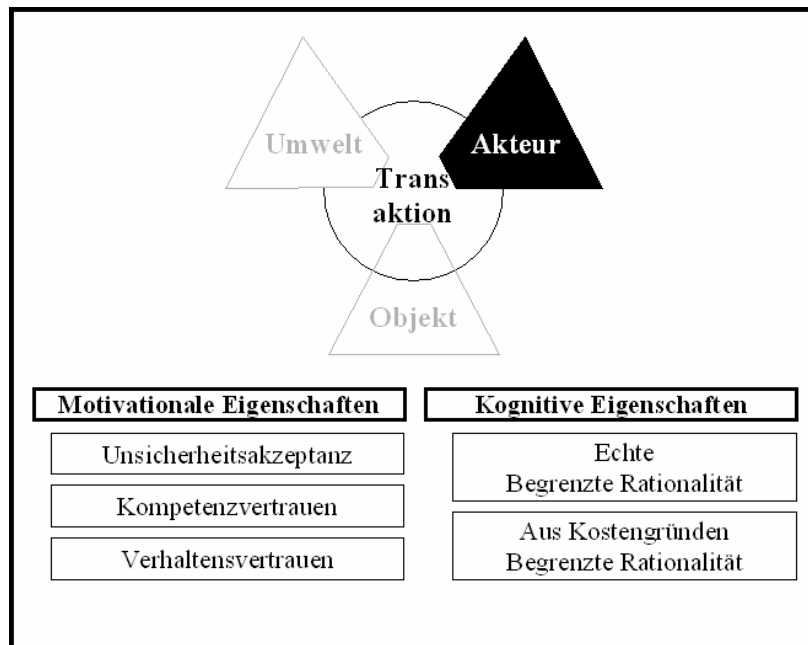 Umwelt
Akteur
Trans
aktion
Objekt
Motivationale Eigenschaften
Unsicherheitsakzeptanz
Kompetenzvertrauen
Verhaltensvertrauen
Kognitive Eigenschaften
Echte
Begrenzte Rationalität
Aus Kostengründen
Begrenzte Rationalität